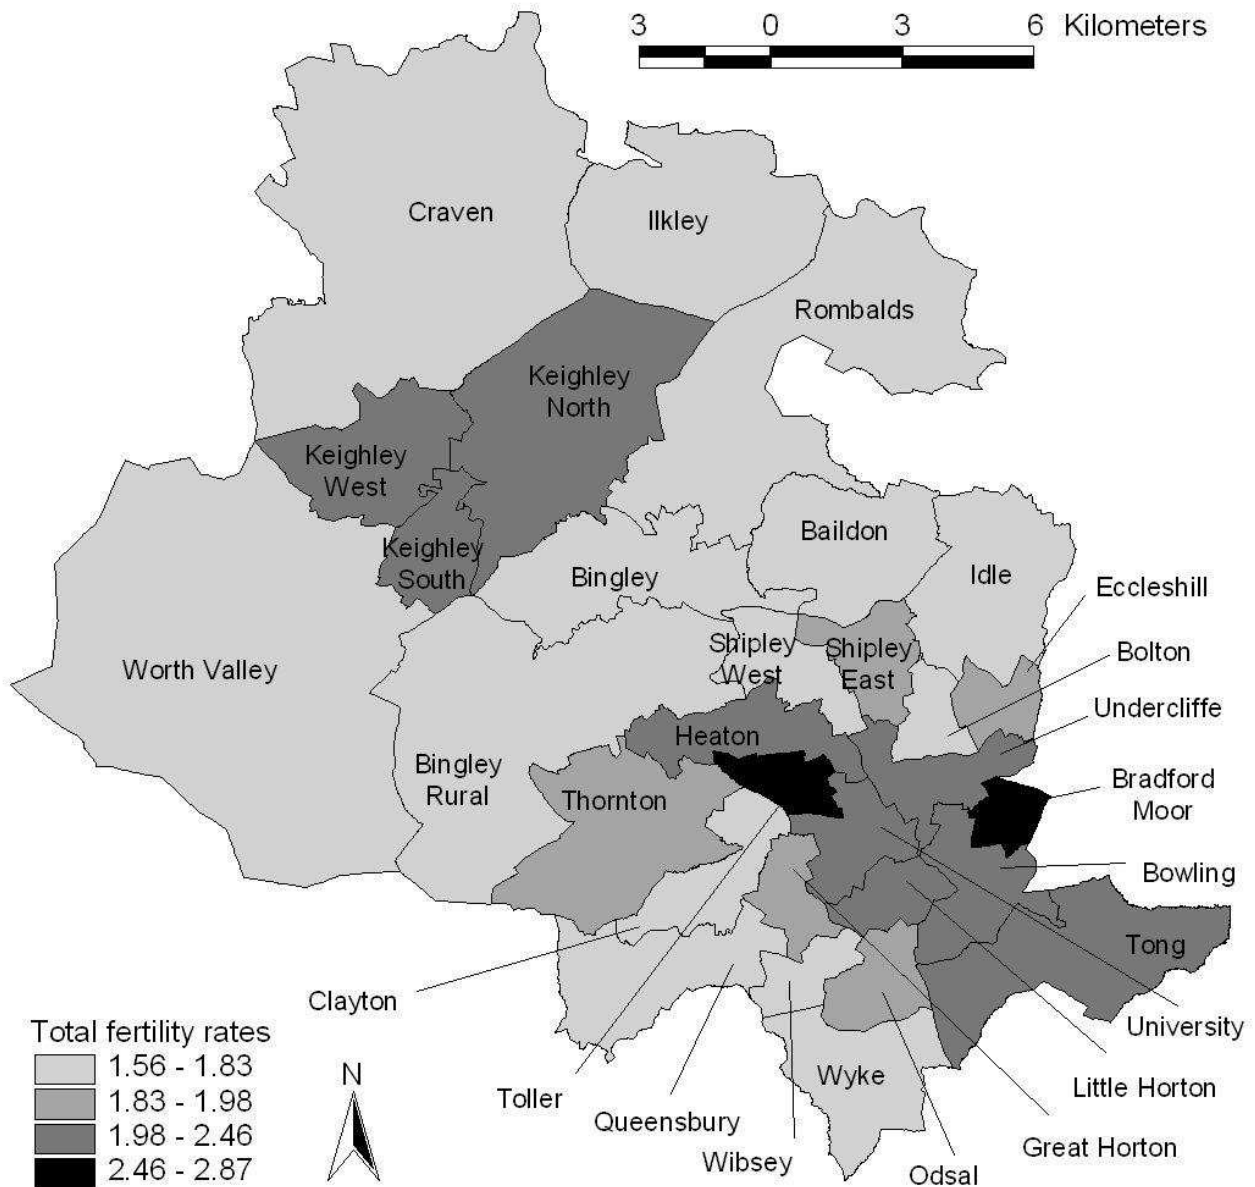 3 0 3 6 Kilometers
Craven
Ilkley
Rombalds
Keighley
North
Keighley
West
Keighley
South
Baildon
Idle
Bingley
Eccleshill
Shipley
West
Shipley
East
Bolton
Worth Valley
Undercliffe
Heaton
Bingley
Rural
Thornton
Bradford
Moor
Bowling
Tong
Clayton
University
Toller
Wyke
Little Horton
Queensbury
Great Horton
Wibsey
Odsal
Total fertility rates
1.56 - 1.83
1.83 - 1.98
1.98 - 2.46
2.46 - 2.87
N